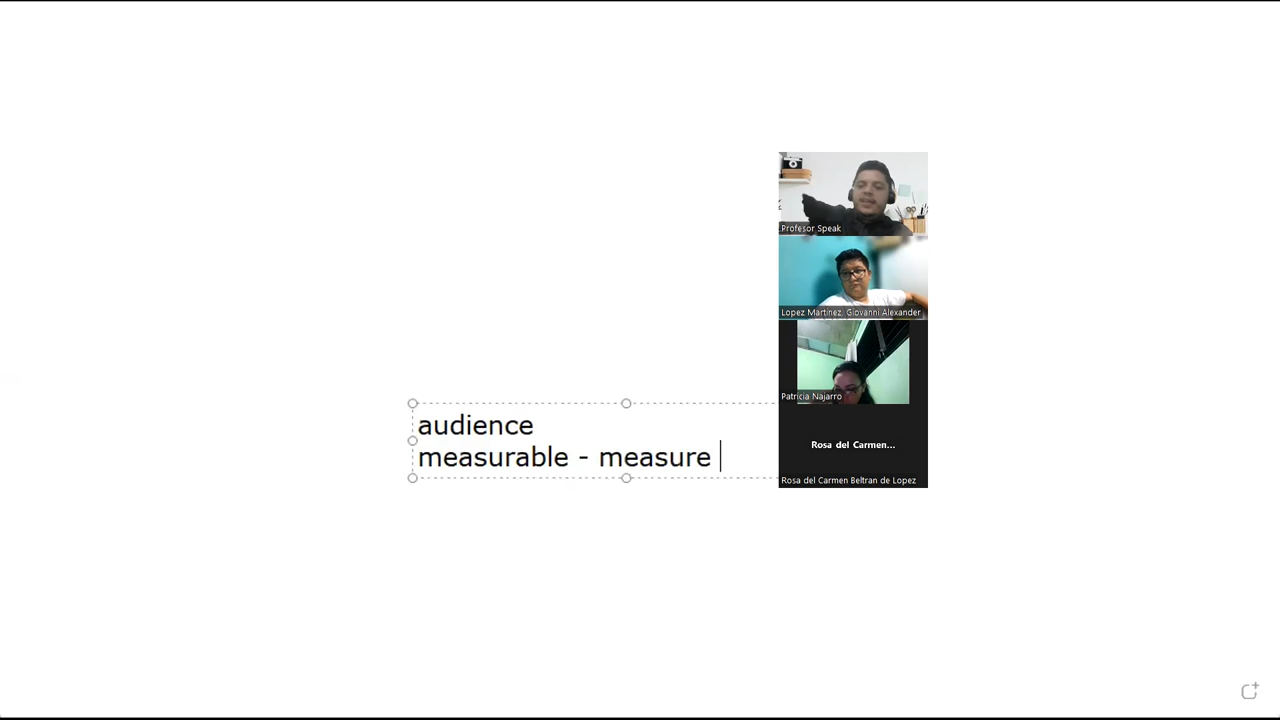 Profesor Speak
Lopez Martinez, Giovanni Alexander
Patricia Najarro
audience
measurable - measure
Rosa del Carmen...
Rosa del Carmen Beltran de Lopez